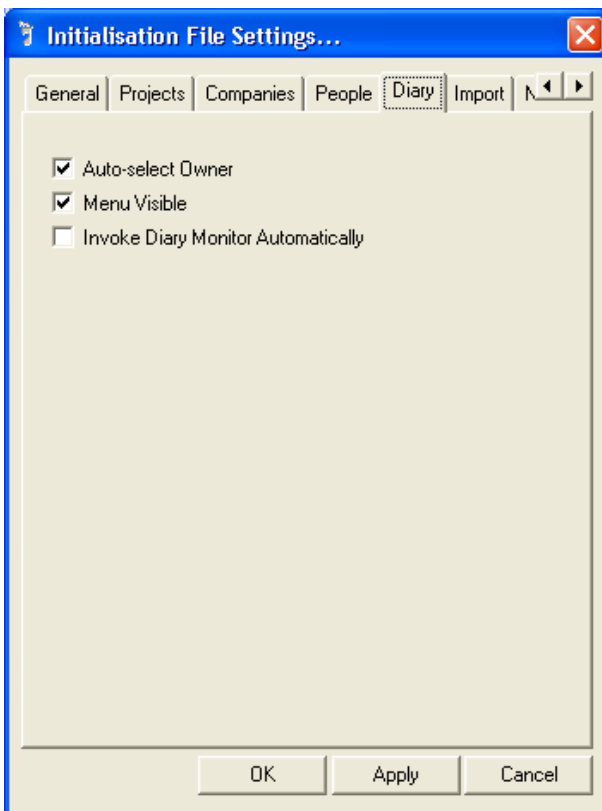 Initialisation File Settings...
General Projects Companies People Diary Import
Auto-select Owner
Menu Visible
Invoke Diary Monitor Automatically
OK Apply Cancel